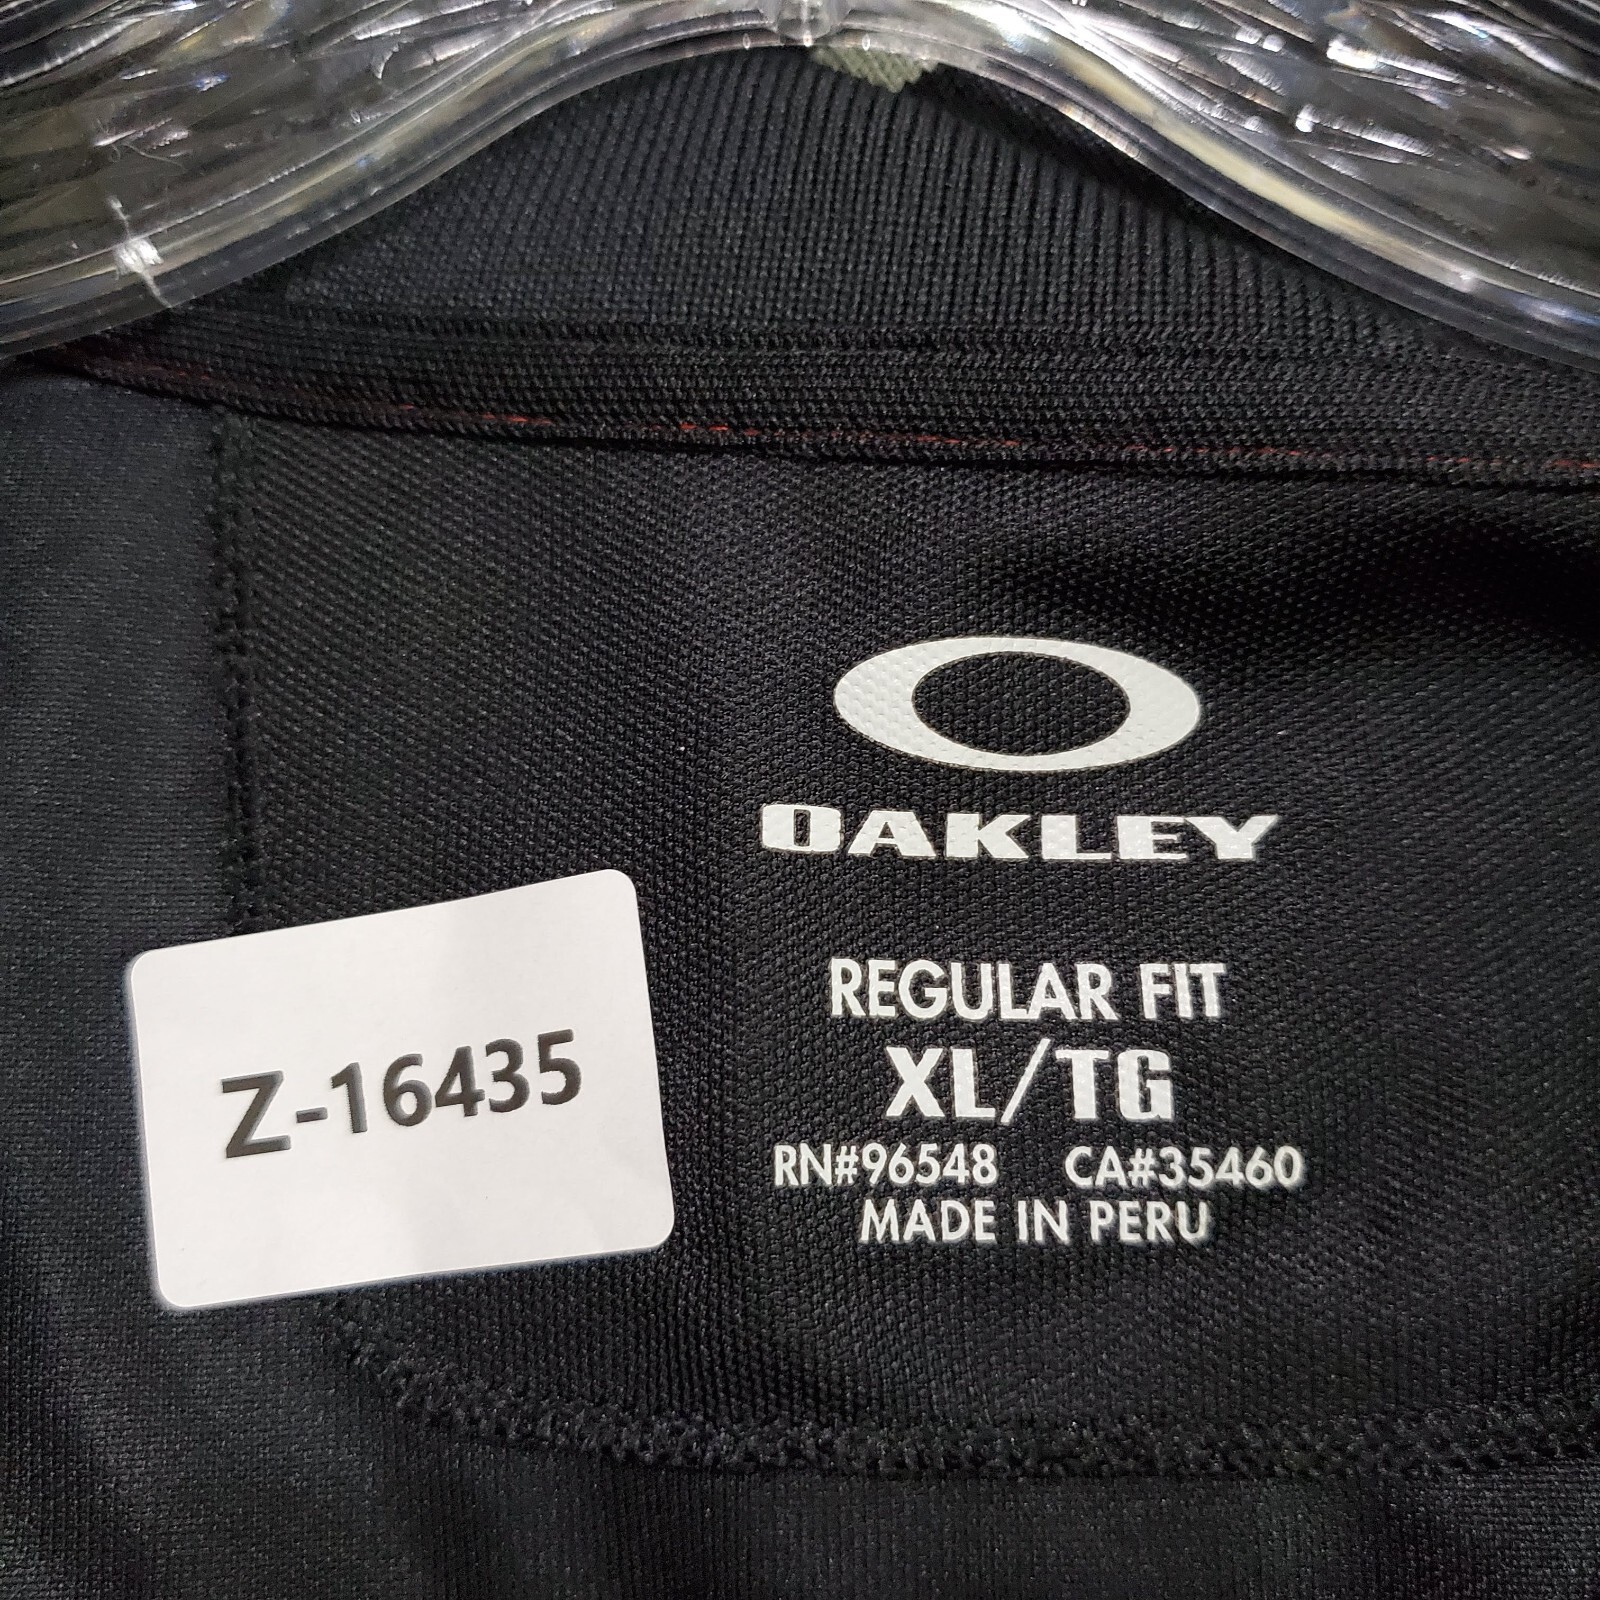 OAKLEY
REGULAR FIT
XL/TG
RN#96548 CA#35460
MADE IN PERU
Z-16435